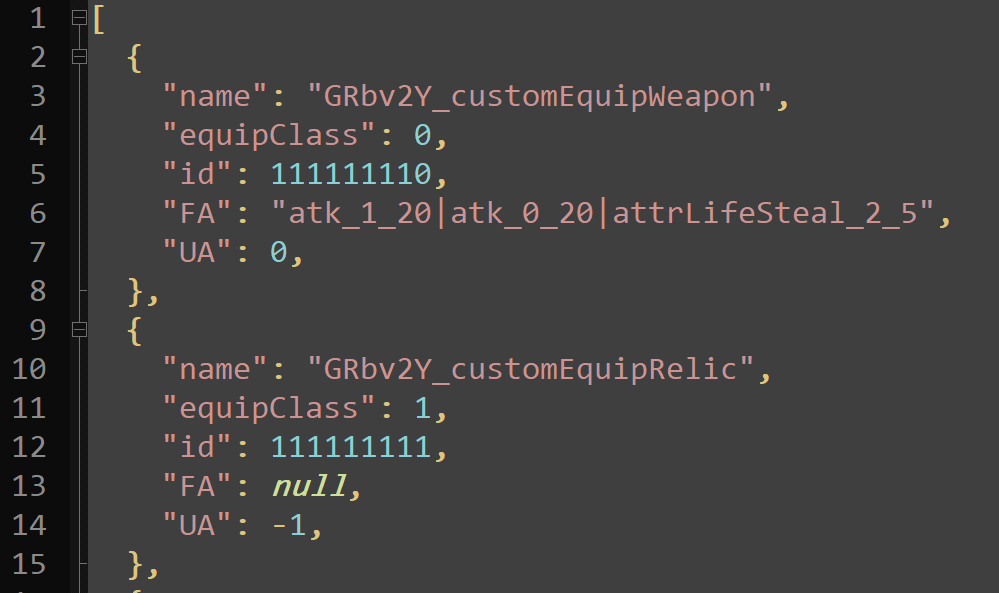 1 [
2 {
3 "name": "GRbv2Y_customEquipWeapon",
4 "equipClass": 0,
5 "id": 111111110,
6 "FA": "atk_1_20|atk_0_20|attrLifeSteal_2_5",
7 "UA": 0,
8 },
9 {
10 "name": "GRbv2Y_customEquipRelic",
11 "equipClass": 1,
12 "id": 111111111,
13 "FA": null,
14 "UA": -1,
15 },